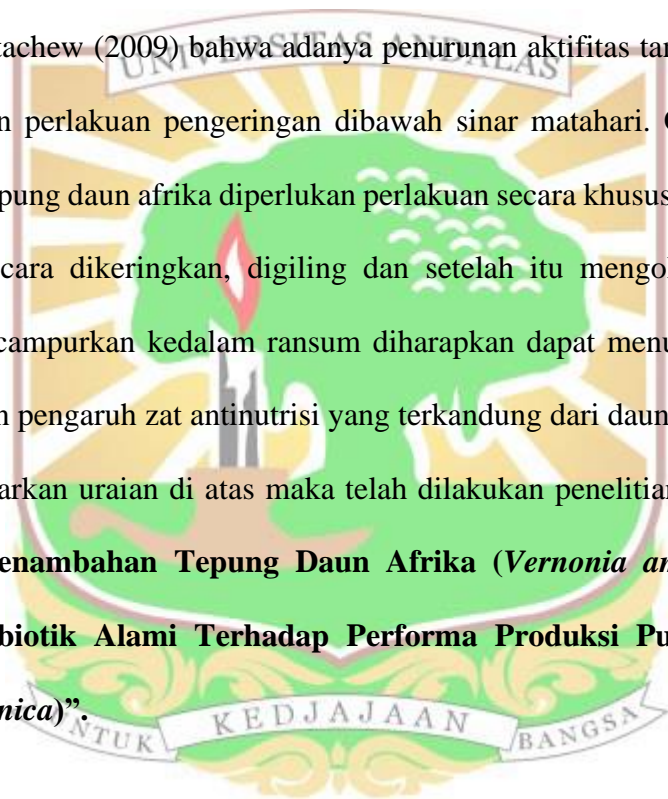 UNIVERSITAS ANDALAS
tachew (2009) bahwa adanya penurunan aktifitas tan
n perlakuan pengeringan dibawah sinar matahari.
pung daun afrika diperlukan perlakuan secara khusus
cara dikeringkan, digiling dan setelah itu mengol
campurkan kedalam ransum diharapkan dapat menu
n pengaruh zat antinutrisi yang terkandung dari daun
arkan uraian di atas maka telah dilakukan penelitian
enambahan Tepung Daun Afrika (Vernonia an
biotik Alami Terhadap Performa Produksi Pu
nica)”.
UNTUK KEDJAJAAN BANGSA